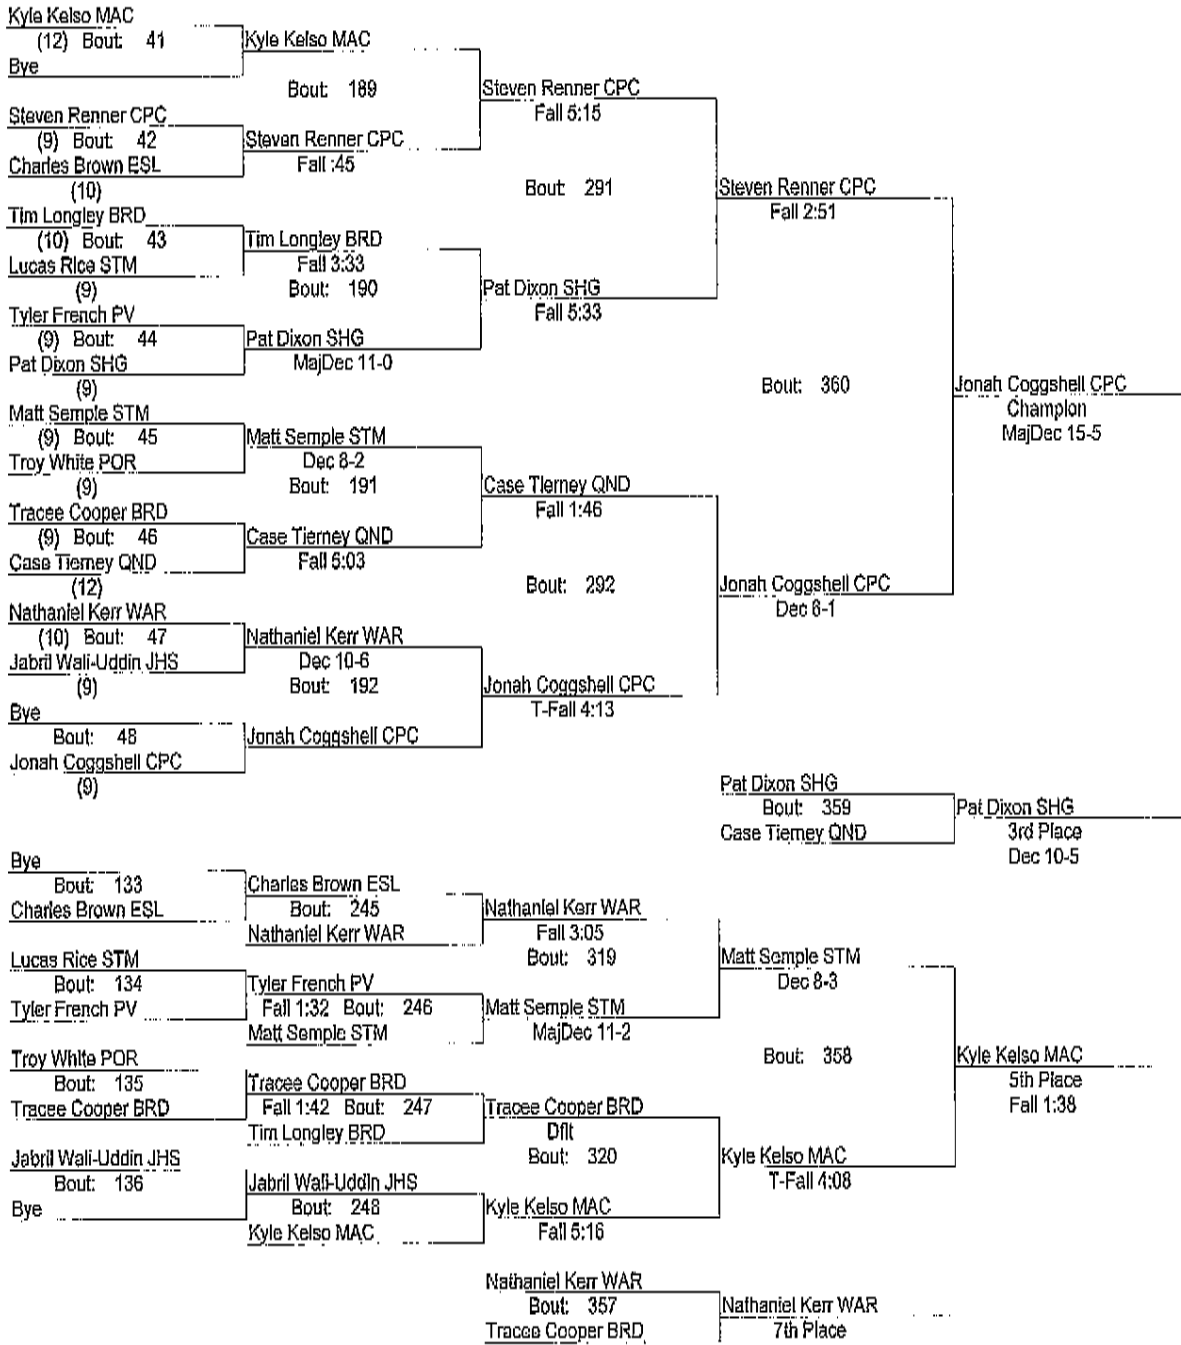 Kyle Kelso MAC
(12) Bout: 41
Bye
Kyle Kelso MAC
Bout: 189
Steven Renner CPC
(9) Bout: 42
Charles Brown ESL
(10)
Steven Renner CPC
Fall :45
Steven Renner CPC
Fall 5:15
Bout: 291
Tim Longley BRD
(10) Bout: 43
Lucas Rice STM
(9)
Tim Longley BRD
Fall 3:33
Bout: 190
Tyler French PV
(9) Bout: 44
Pat Dixon SHG
(9)
Pat Dixon SHG
MajDec 11-0
Pat Dixon SHG
Fall 5:33
Steven Renner CPC
Fall 2:51
Bout: 360
Matt Semple STM
(9) Bout: 45
Troy White POR
(9)
Matt Semple STM
Dec 8-2
Bout: 191
Tracee Cooper BRD
(9) Bout: 46
Case Tierney QND
(12)
Case Tierney QND
Fall 5:03
Case Tierney QND
Fall 1:46
Bout: 292
Nathaniel Kerr WAR
(10) Bout: 47
Jabril Wali-Uddin JHS
(9)
Nathaniel Kerr WAR
Dec 10-6
Bout: 192
Bye
Bout: 48
Jonah Coggshell CPC
(9)
Jonah Coggshell CPC
Jonah Coggshell CPC
T-Fall 4:13
Jonah Coggshell CPC
Dec 6-1
Jonah Coggshell CPC
Champion
MajDec 15-5
Pat Dixon SHG
Bout: 359
Case Tierney QND
Pat Dixon SHG
3rd Place
Dec 10-5
Bye
Bout: 133
Charles Brown ESL
Charles Brown ESL
Bout: 245
Nathaniel Kerr WAR
Nathaniel Kerr WAR
Fall 3:05
Bout: 319
Lucas Rice STM
Bout: 134
Tyler French PV
Tyler French PV
Fall 1:32 Bout: 246
Matt Semple STM
Matt Semple STM
MajDec 11-2
Matt Semple STM
Dec 8-3
Bout: 358
Troy White POR
Bout: 135
Tracee Cooper BRD
Tracee Cooper BRD
Fall 1:42 Bout: 247
Tim Longley BRD
Tracee Cooper BRD
Dflt
Bout: 320
Jabril Wali-Uddin JHS
Bout: 136
Bye
Jabril Wali-Uddin JHS
Bout: 248
Kyle Kelso MAC
Kyle Kelso MAC
Fall 5:16
Kyle Kelso MAC
T-Fall 4:08
Kyle Kelso MAC
5th Place
Fall 1:38
Nathaniel Kerr WAR
Bout: 357
Tracee Cooper BRD
Nathaniel Kerr WAR
7th Place